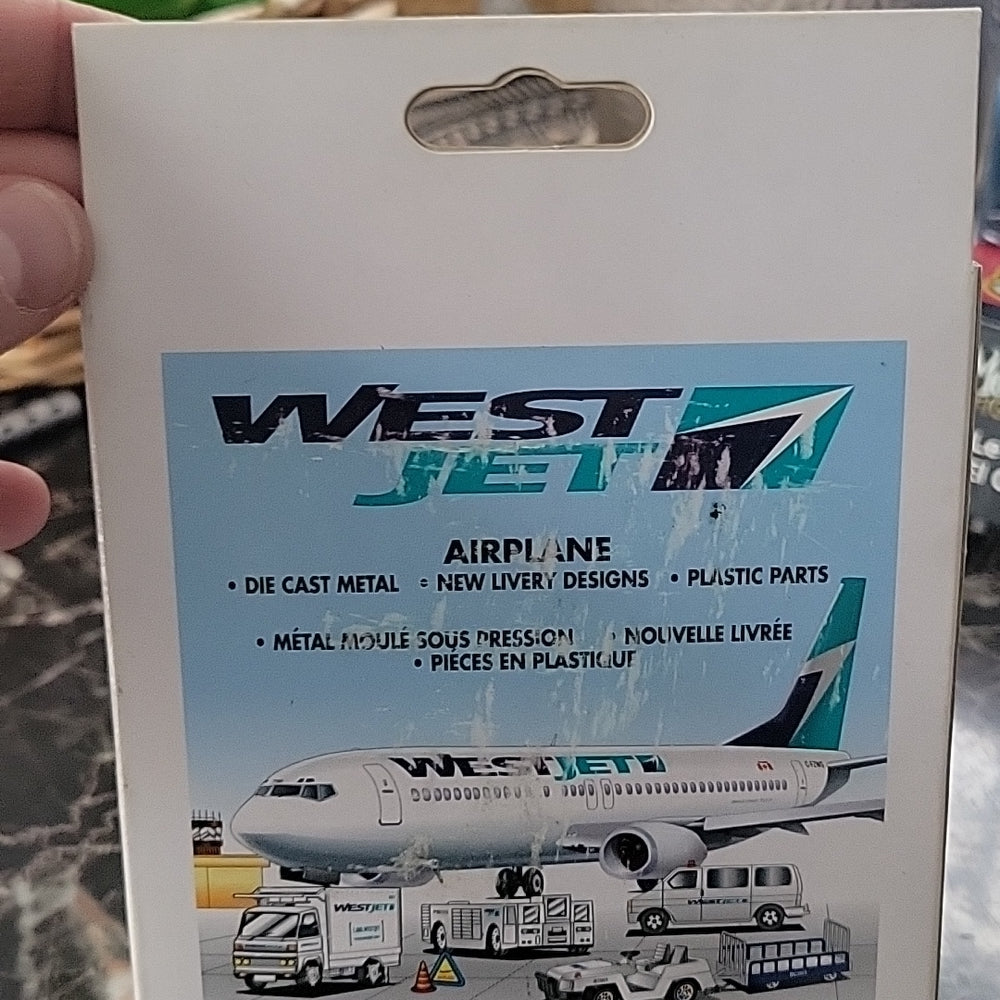 WEST
JET
AIRPLANE
• DIE CAST METAL • NEW LIVERY DESIGNS • PLASTIC PARTS
• MÉTAL MOULÉ SOUS PRESSION • NOUVELLE LIVRÉE
• PIÈCES EN PLASTIQUE
WESTJET
WESTJET
WESTJET